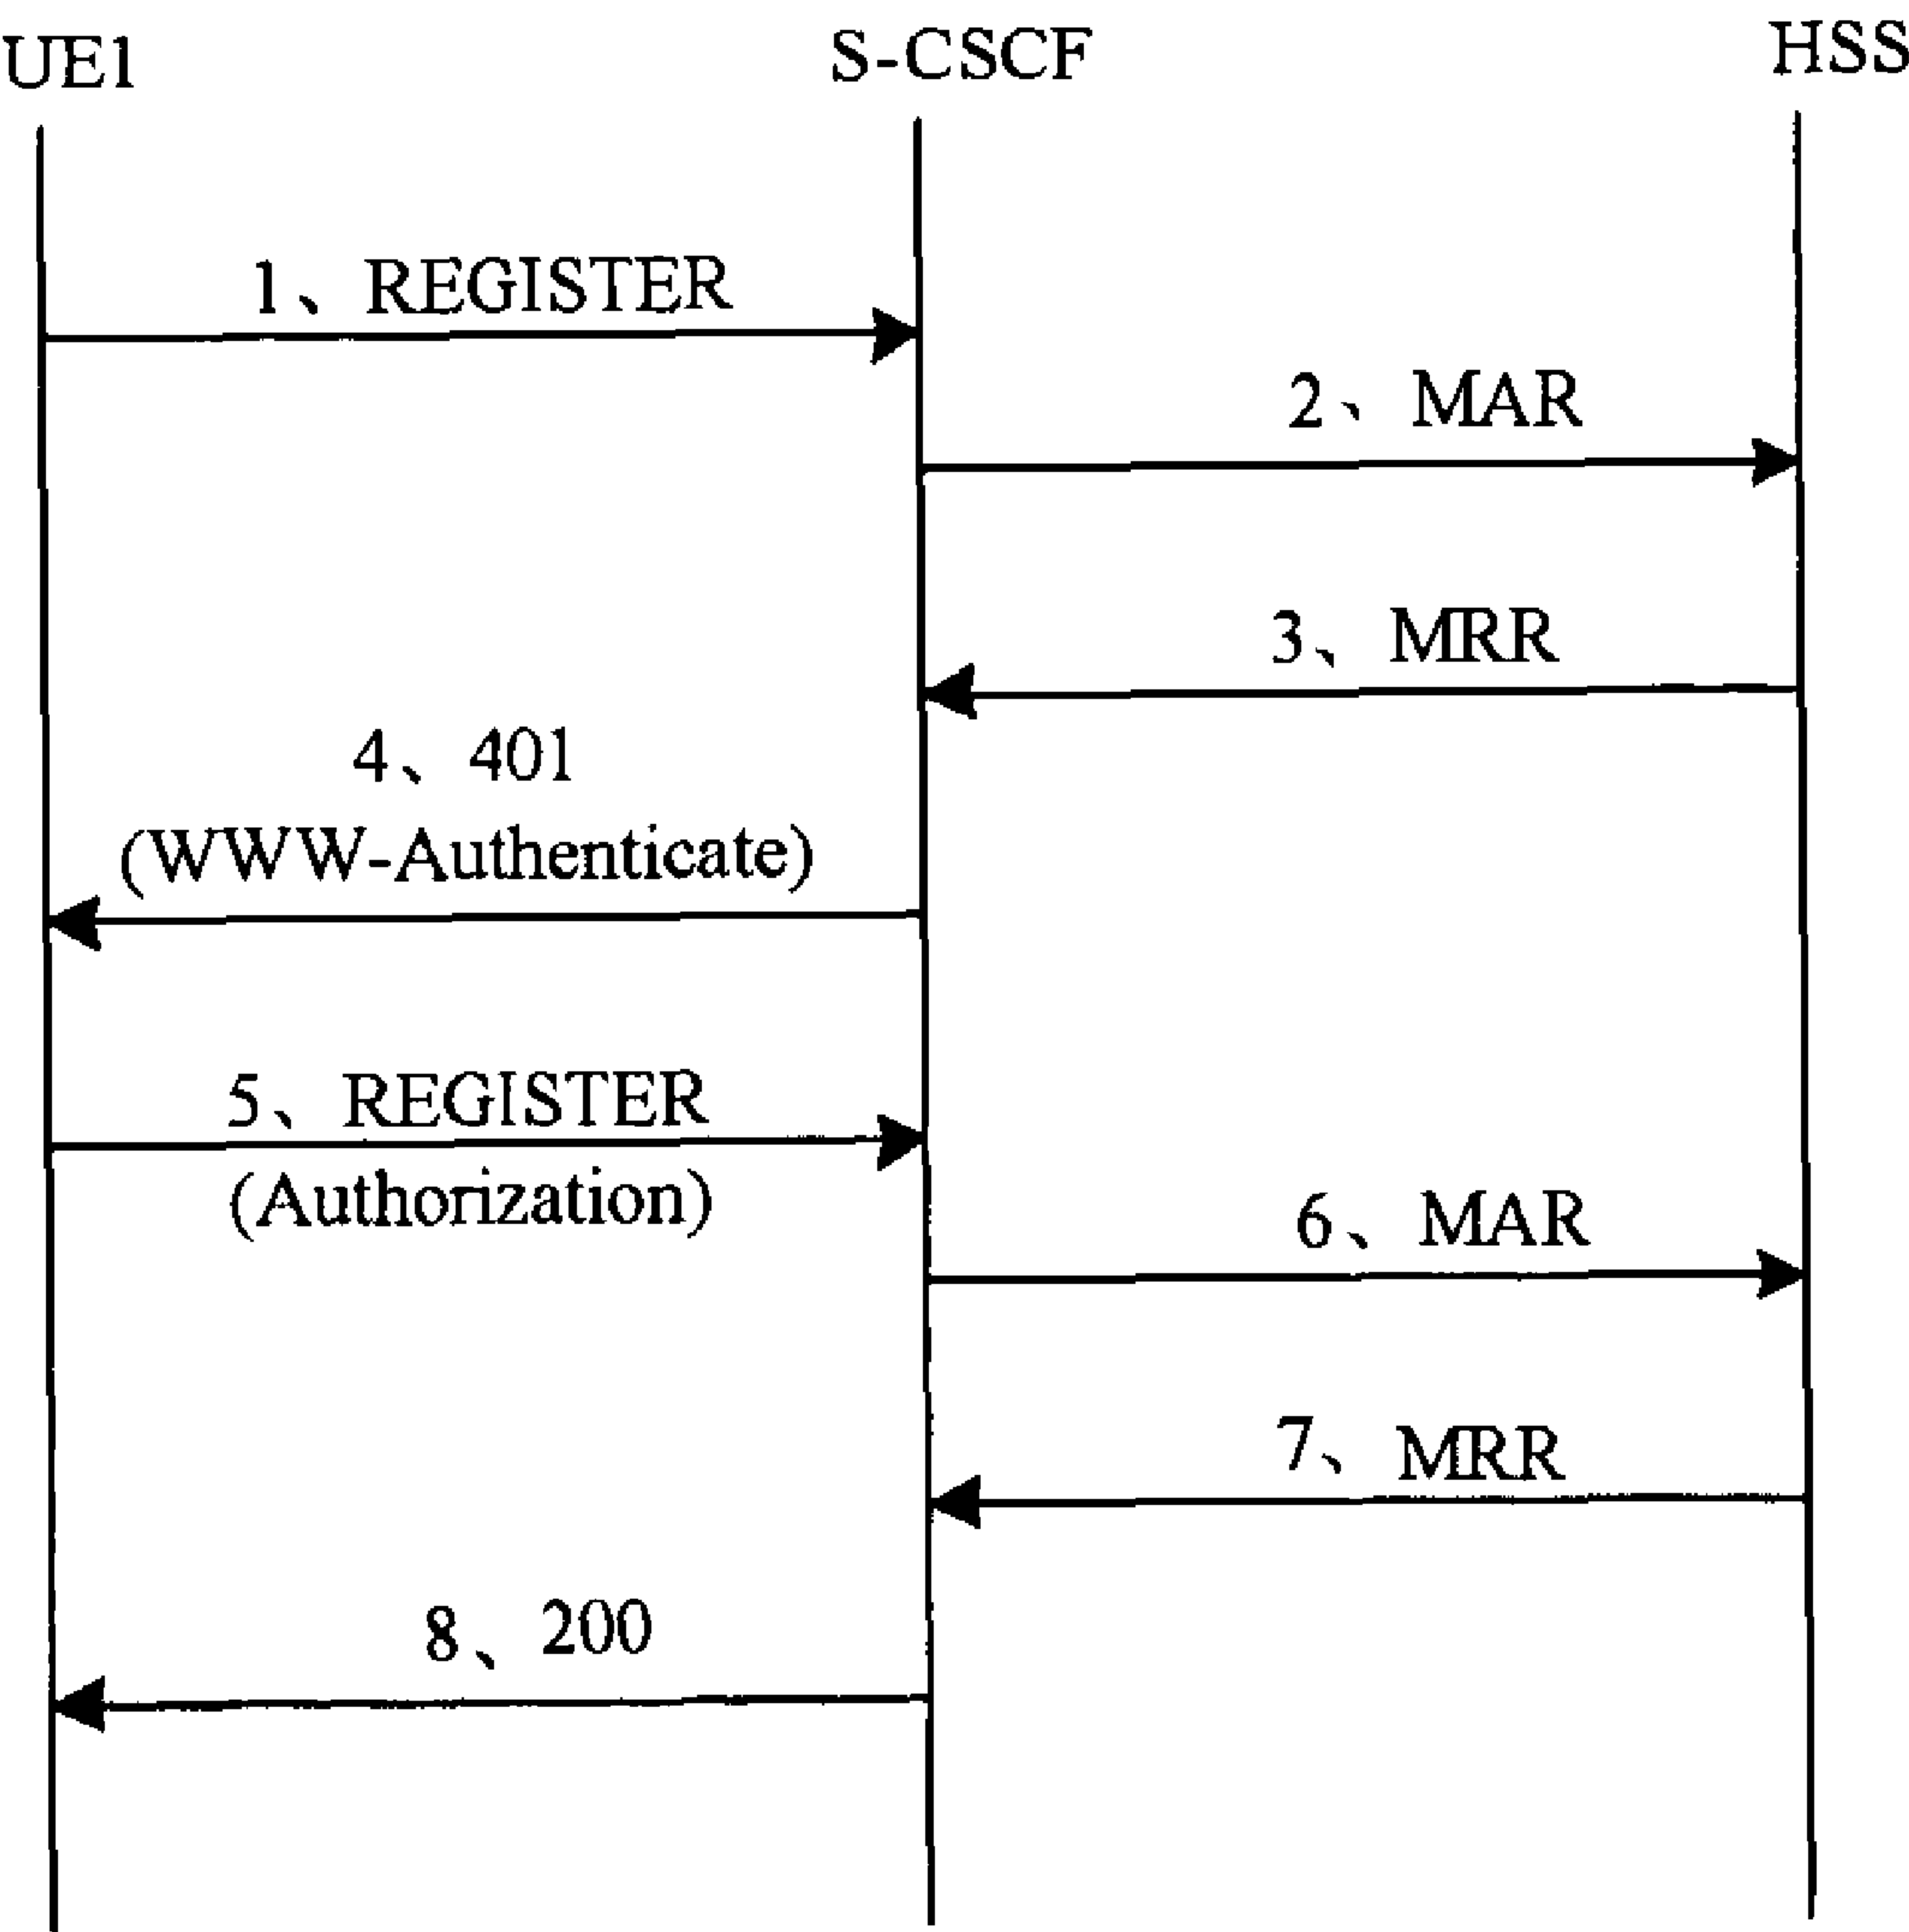 UE1 S-CSCF HSS
1、REGISTER
2、MAR
3、MRR
4、401
(WWW-Authenticate)
5、REGISTER
(Authorization)
6、MAR
7、MRR
8、200